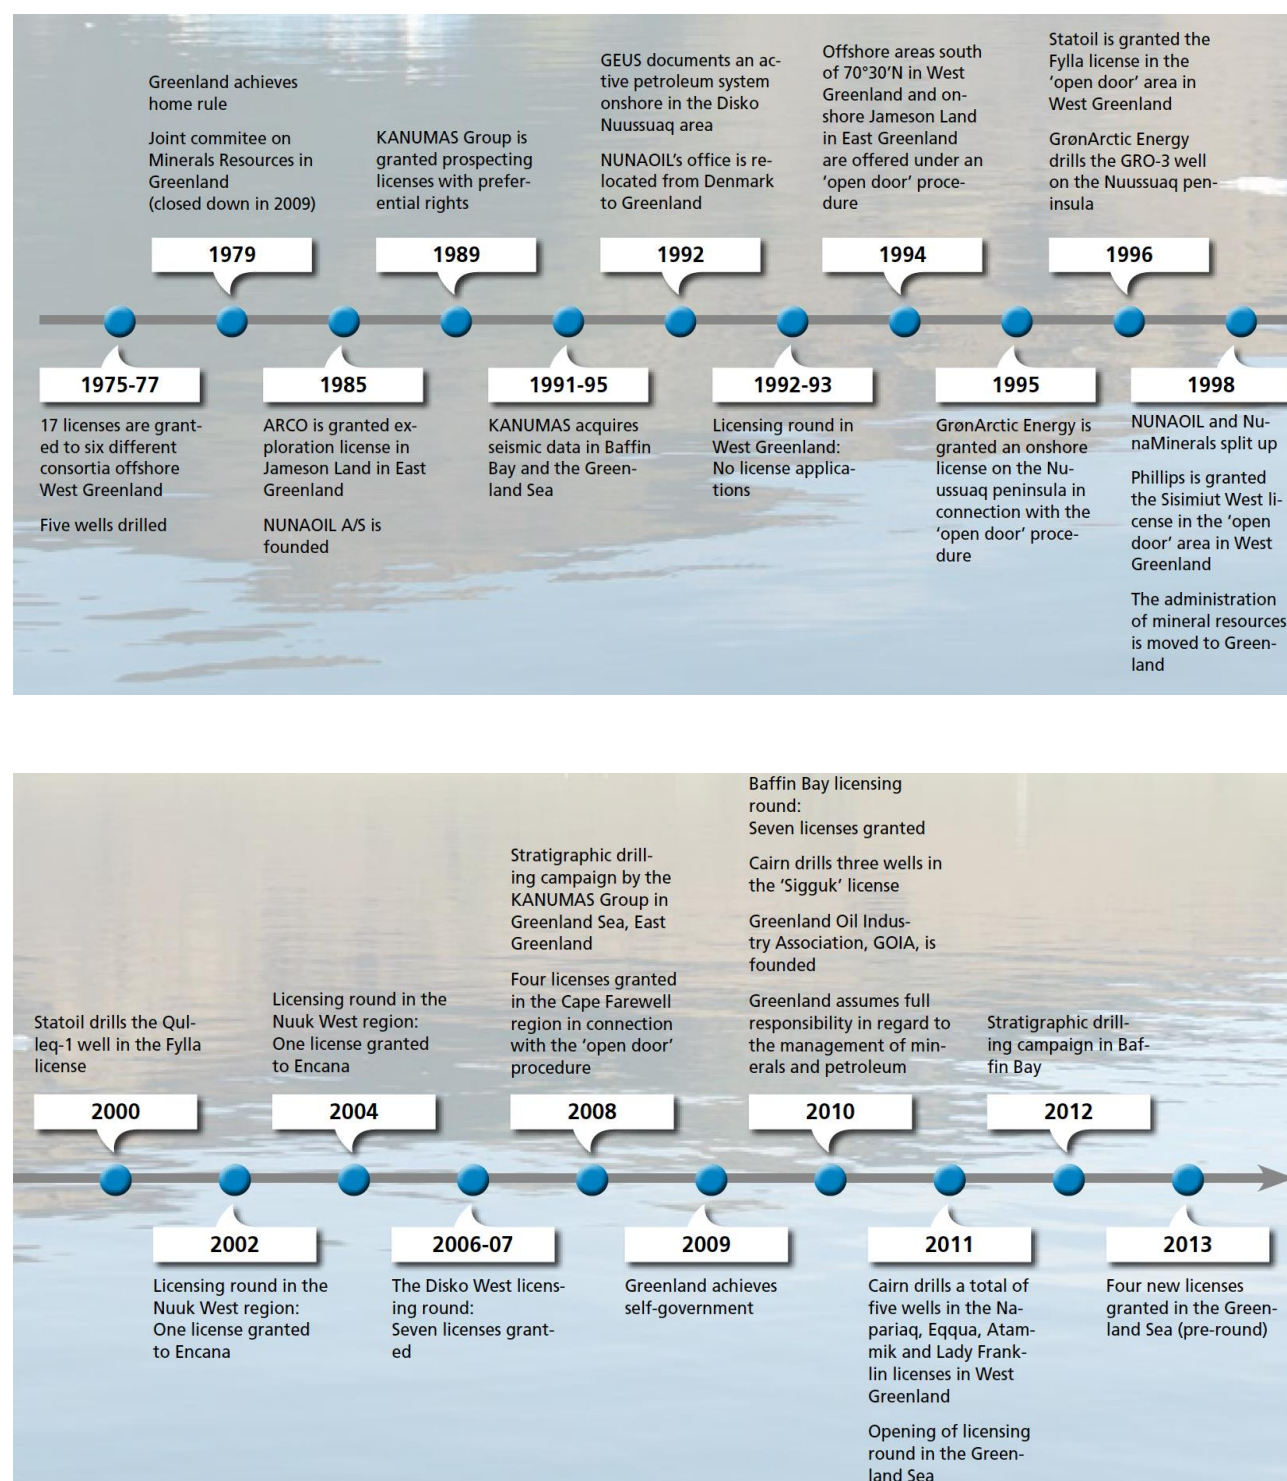 Greenland achieves
home rule
Joint commitee on
Minerals Resources in
Greenland
(closed down in 2009)
1979
KANUMAS Group is
granted prospecting
licenses with prefer-
ential rights
1989
GEUS documents an ac-
tive petroleum system
onshore in the Disko
Nuussuaq area
NUNAOIL’s office is re-
located from Denmark
to Greenland
1992
Offshore areas south
of 70°30’N in West
Greenland and on-
shore Jameson Land
in East Greenland
are offered under an
‘open door’ proce-
dure
1994
Statoil is granted the
Fylla license in the
‘open door’ area in
West Greenland
GrønArctic Energy
drills the GRO-3 well
on the Nuussuaq pen-
insula
1996
1975-77
17 licenses are grant-
ed to six different
consortia offshore
West Greenland
Five wells drilled
1985
ARCO is granted ex-
ploration license in
Jameson Land in East
Greenland
NUNAOIL A/S is
founded
1991-95
KANUMAS acquires
seismic data in Baffin
Bay and the Green-
land Sea
1992-93
Licensing round in
West Greenland:
No license applica-
tions
1995
GrønArctic Energy is
granted an onshore
license on the Nu-
ussuaq peninsula in
connection with the
‘open door’ proce-
dure
1998
NUNAOIL and Nu-
naMinerals split up
Phillips is granted
the Sisimiut West li-
cense in the ‘open
door’ area in West
Greenland
The administration
of mineral resources
is moved to Green-
land
Statoil drills the Qul-
leq-1 well in the Fylla
license
2000
Licensing round in the
Nuuk West region:
One license granted
to Encana
2004
Stratigraphic drill-
ing campaign by the
KANUMAS Group in
Greenland Sea, East
Greenland
Four licenses granted
in the Cape Farewell
region in connection
with the ‘open door’
procedure
2008
Baffin Bay licensing
round:
Seven licenses granted
Cairn drills three wells in
the ‘Sigguk’ license
Greenland Oil Indus-
try Association, GOIA, is
founded
Greenland assumes full
responsibility in regard to
the management of min-
erals and petroleum
2010
Stratigraphic drill-
ing campaign in Baf-
fin Bay
2012
2002
Licensing round in the
Nuuk West region:
One license granted
to Encana
2006-07
The Disko West licens-
ing round:
Seven licenses grant-
ed
2009
Greenland achieves
self-government
2011
Cairn drills a total of
five wells in the Na-
pariaq, Eqqua, Atam-
mik and Lady Frank-
lin licenses in West
Greenland
Opening of licensing
round in the Green-
land Sea
2013
Four new licenses
granted in the Green-
land Sea (pre-round)